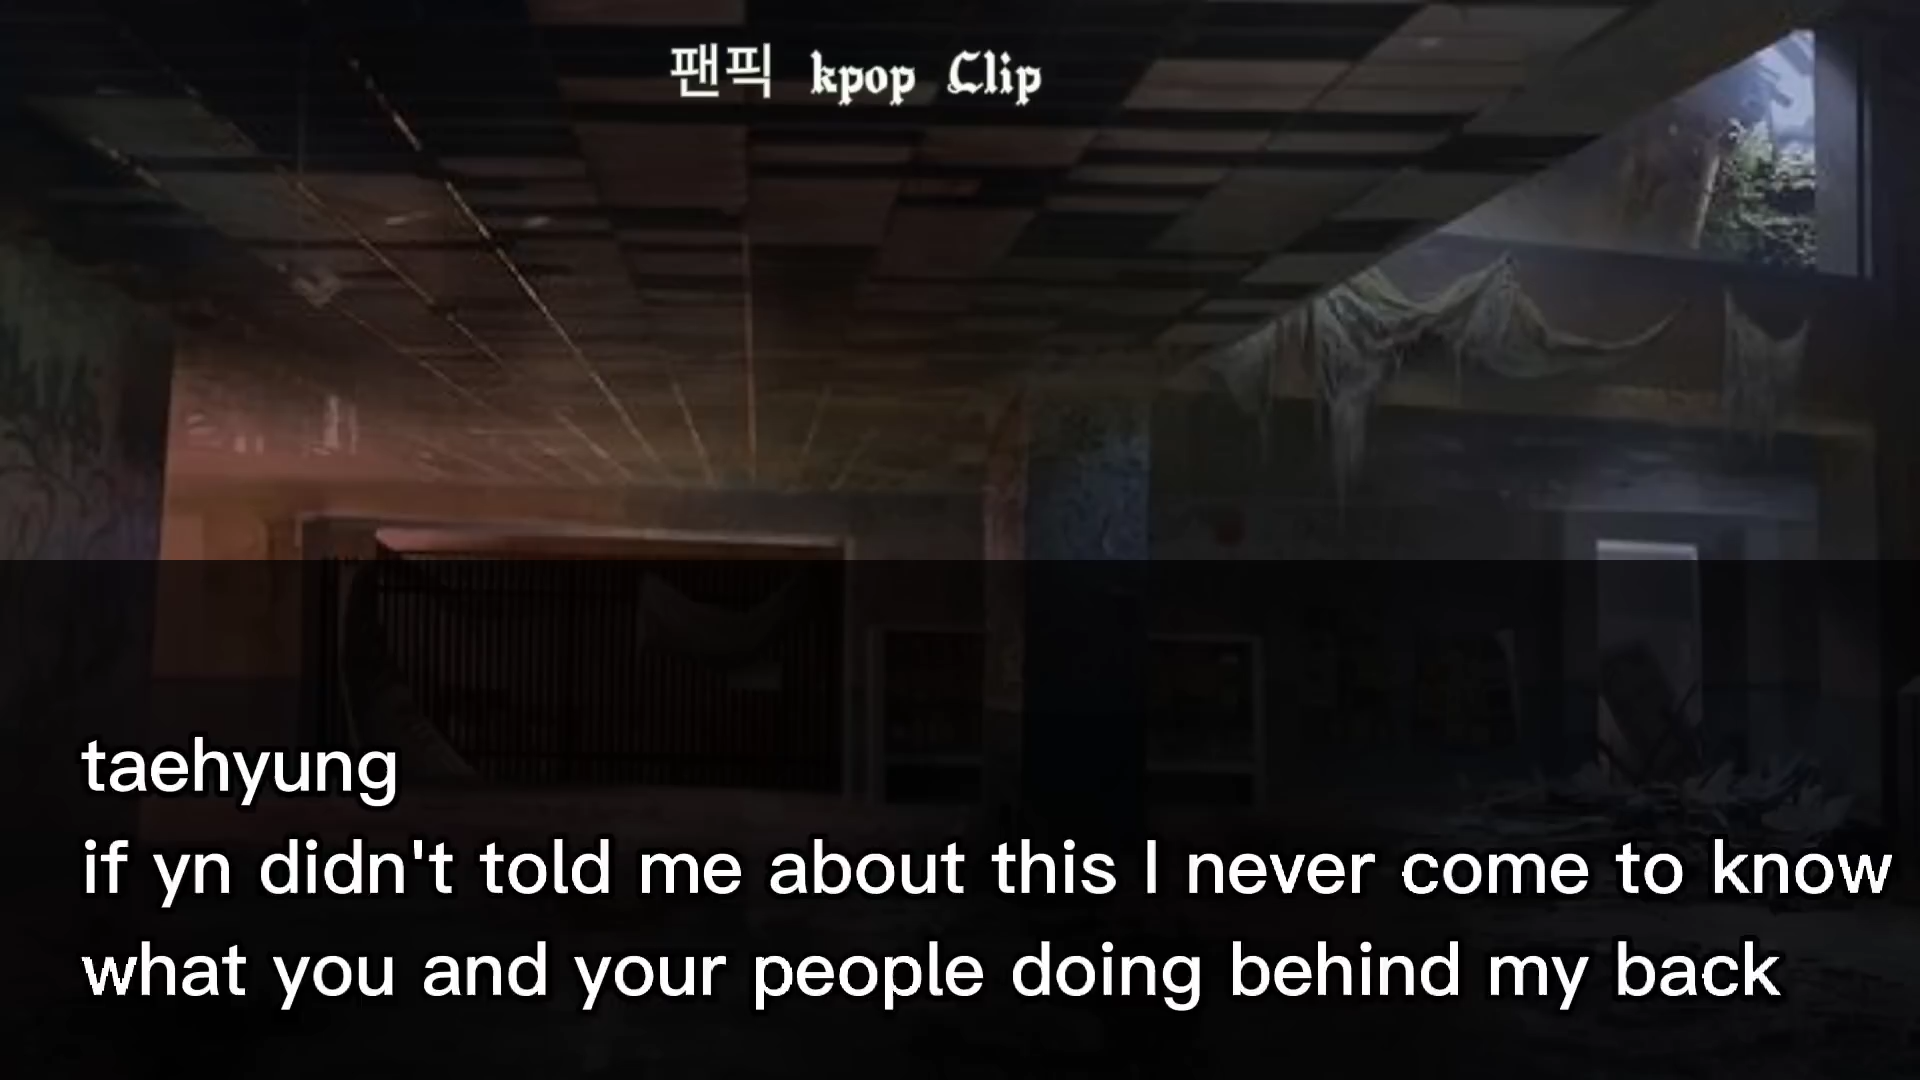 팬픽 kpop Clip
taehyung
if yn didn't told me about this I never come to know
what you and your people doing behind my back